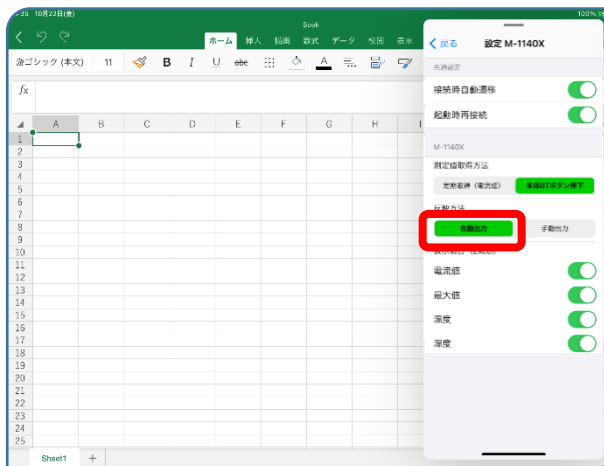 10月22日(金)
100%
Book
ホーム 挿入 描画 数式 データ 校閲 表示
游ゴシック (本文) 11 B I U abc A
fx
A B C D E F G H I
1
2
3
4
5
6
7
8
9
10
11
12
13
14
15
16
17
18
19
20
21
22
23
24
25
Sheet1 +
戻る 設定 M-1140X
共通設定
接続時自動遷移
起動時再接続
M-1140X
測定値取得方法
定期取得（電流値） 本体BTボタン押下
反映方法
自動出力 手動出力
電流値
最大値
温度
湿度